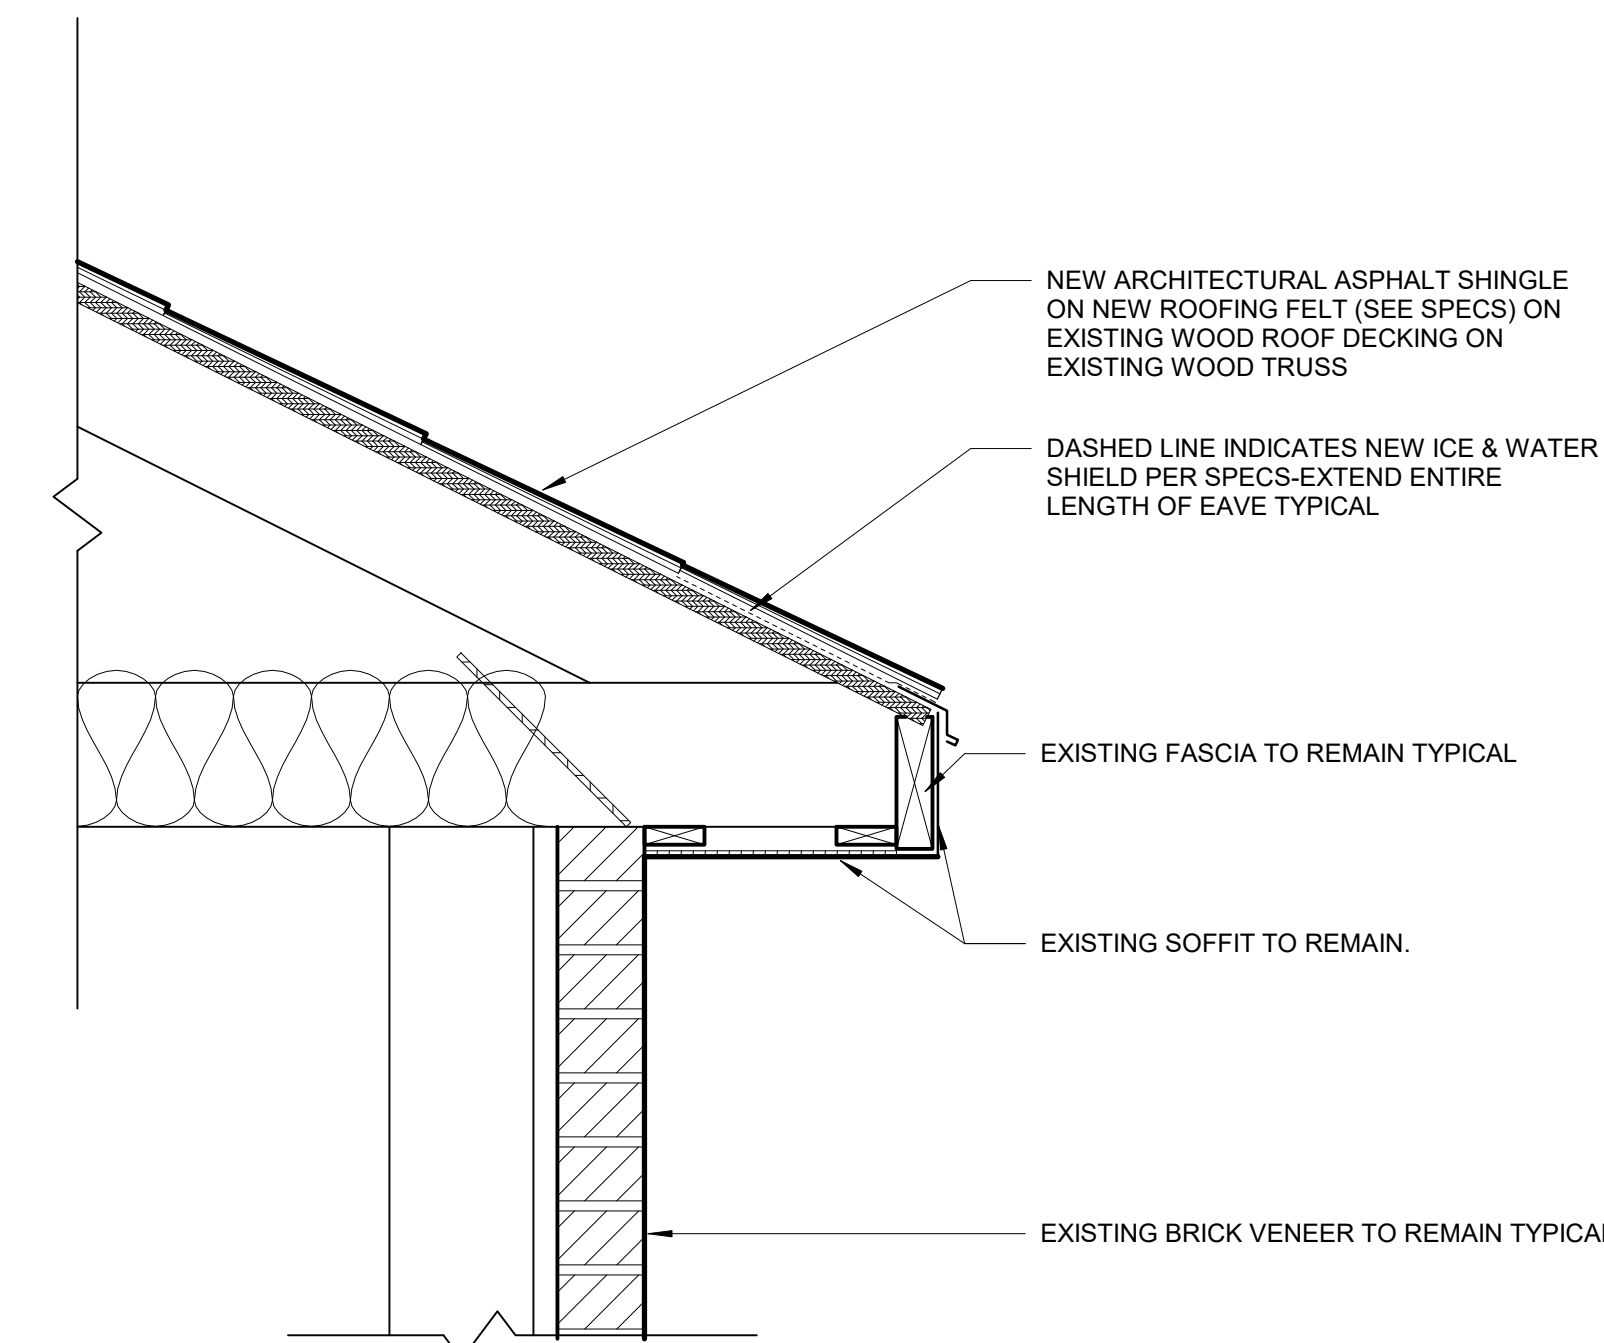 NEW ARCHITECTURAL ASPHALT SHINGLE
ON NEW ROOFING FELT (SEE SPECS) ON
EXISTING WOOD ROOF DECKING ON
EXISTING WOOD TRUSS
DASHED LINE INDICATES NEW ICE & WATER
SHIELD PER SPECS-EXTEND ENTIRE
LENGTH OF EAVE TYPICAL
EXISTING FASCIA TO REMAIN TYPICAL
EXISTING SOFFIT TO REMAIN.
EXISTING BRICK VENEER TO REMAIN TYPICAL